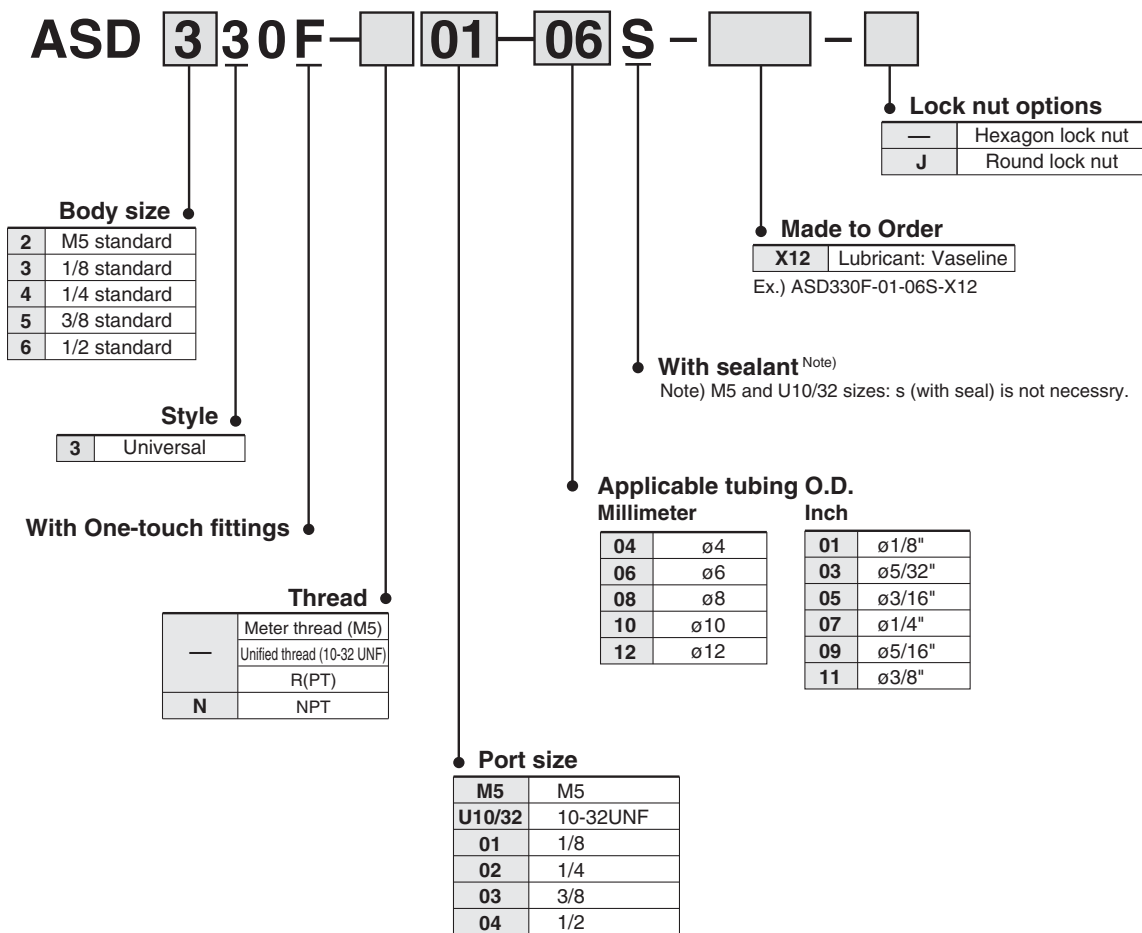 ASD 3 3 0 F — 01 — 06 S – –
Lock nut options
— Hexagon lock nut
J Round lock nut
Body size
2 M5 standard
3 1/8 standard
4 1/4 standard
5 3/8 standard
6 1/2 standard
Made to Order
X12 Lubricant: Vaseline
Ex.) ASD330F-01-06S-X12
With sealant Note)
Note) M5 and U10/32 sizes: s (with seal) is not necessry.
Style
3 Universal
With One-touch fittings
Applicable tubing O.D.
Millimeter
04 ø4
06 ø6
08 ø8
10 ø10
12 ø12
Inch
01 ø1/8"
03 ø5/32"
05 ø3/16"
07 ø1/4"
09 ø5/16"
11 ø3/8"
Thread
— Meter thread (M5)
Unified thread (10-32 UNF)
R(PT)
N NPT
Port size
M5 M5
U10/32 10-32UNF
01 1/8
02 1/4
03 3/8
04 1/2